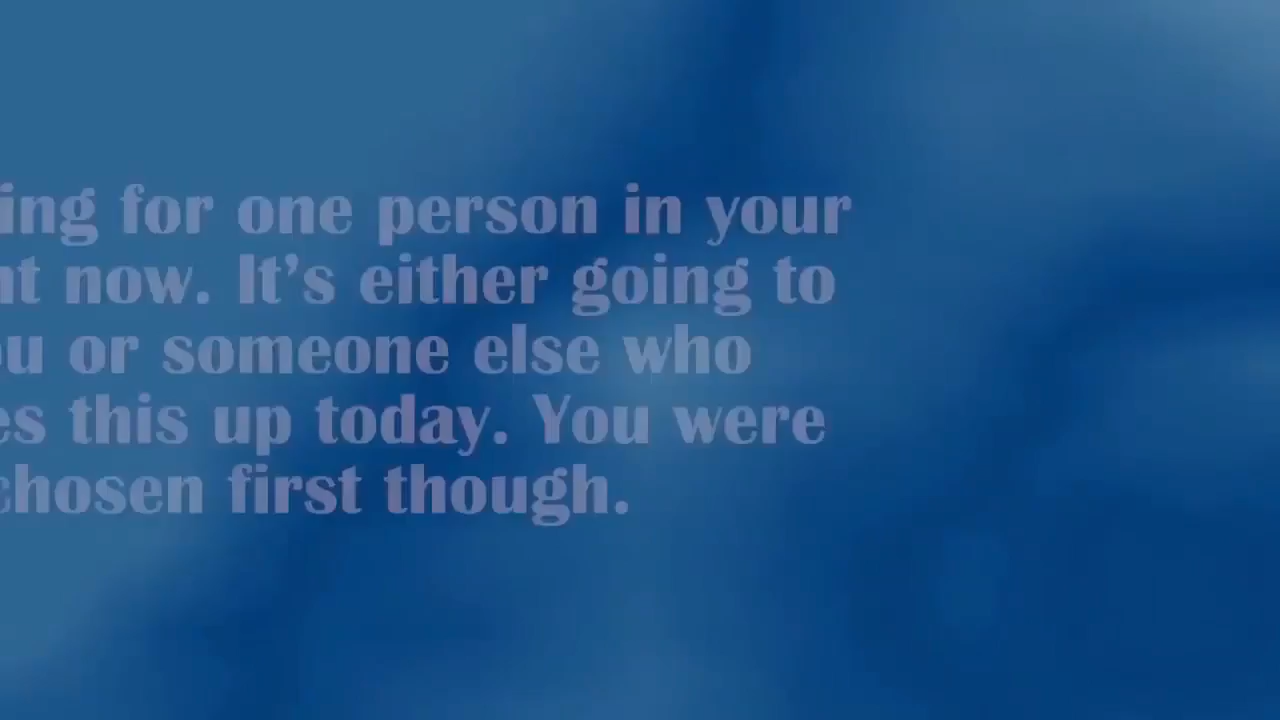 ing for one person in your
nt now. It’s either going to
ou or someone else who
es this up today. You were
chosen first though.